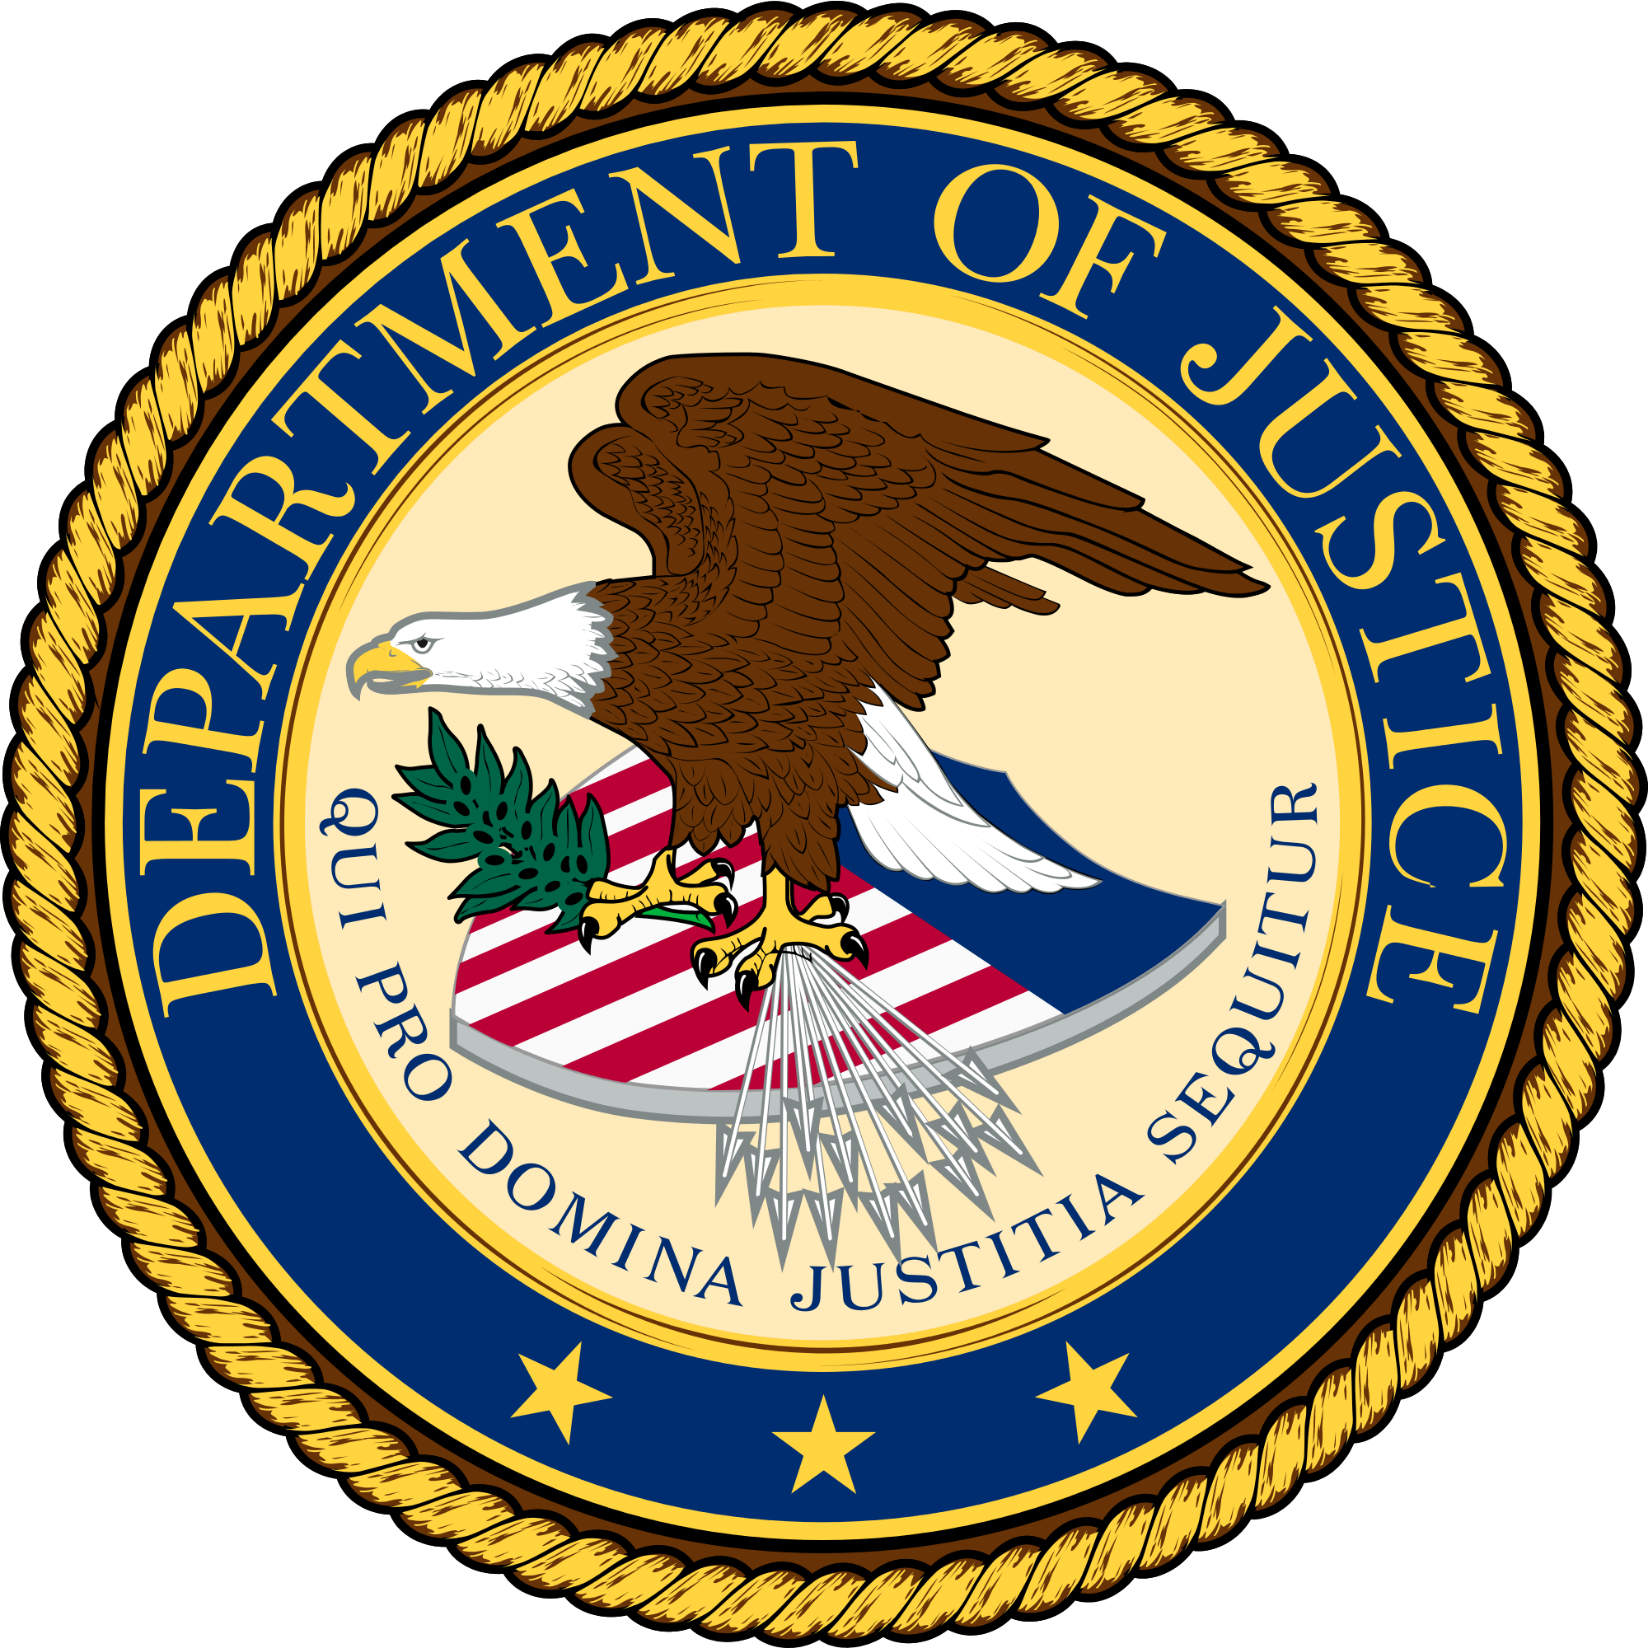 DEPARTMENT OF JUSTICE
QUI PRO DOMINA JUSTITIA SEQUITUR